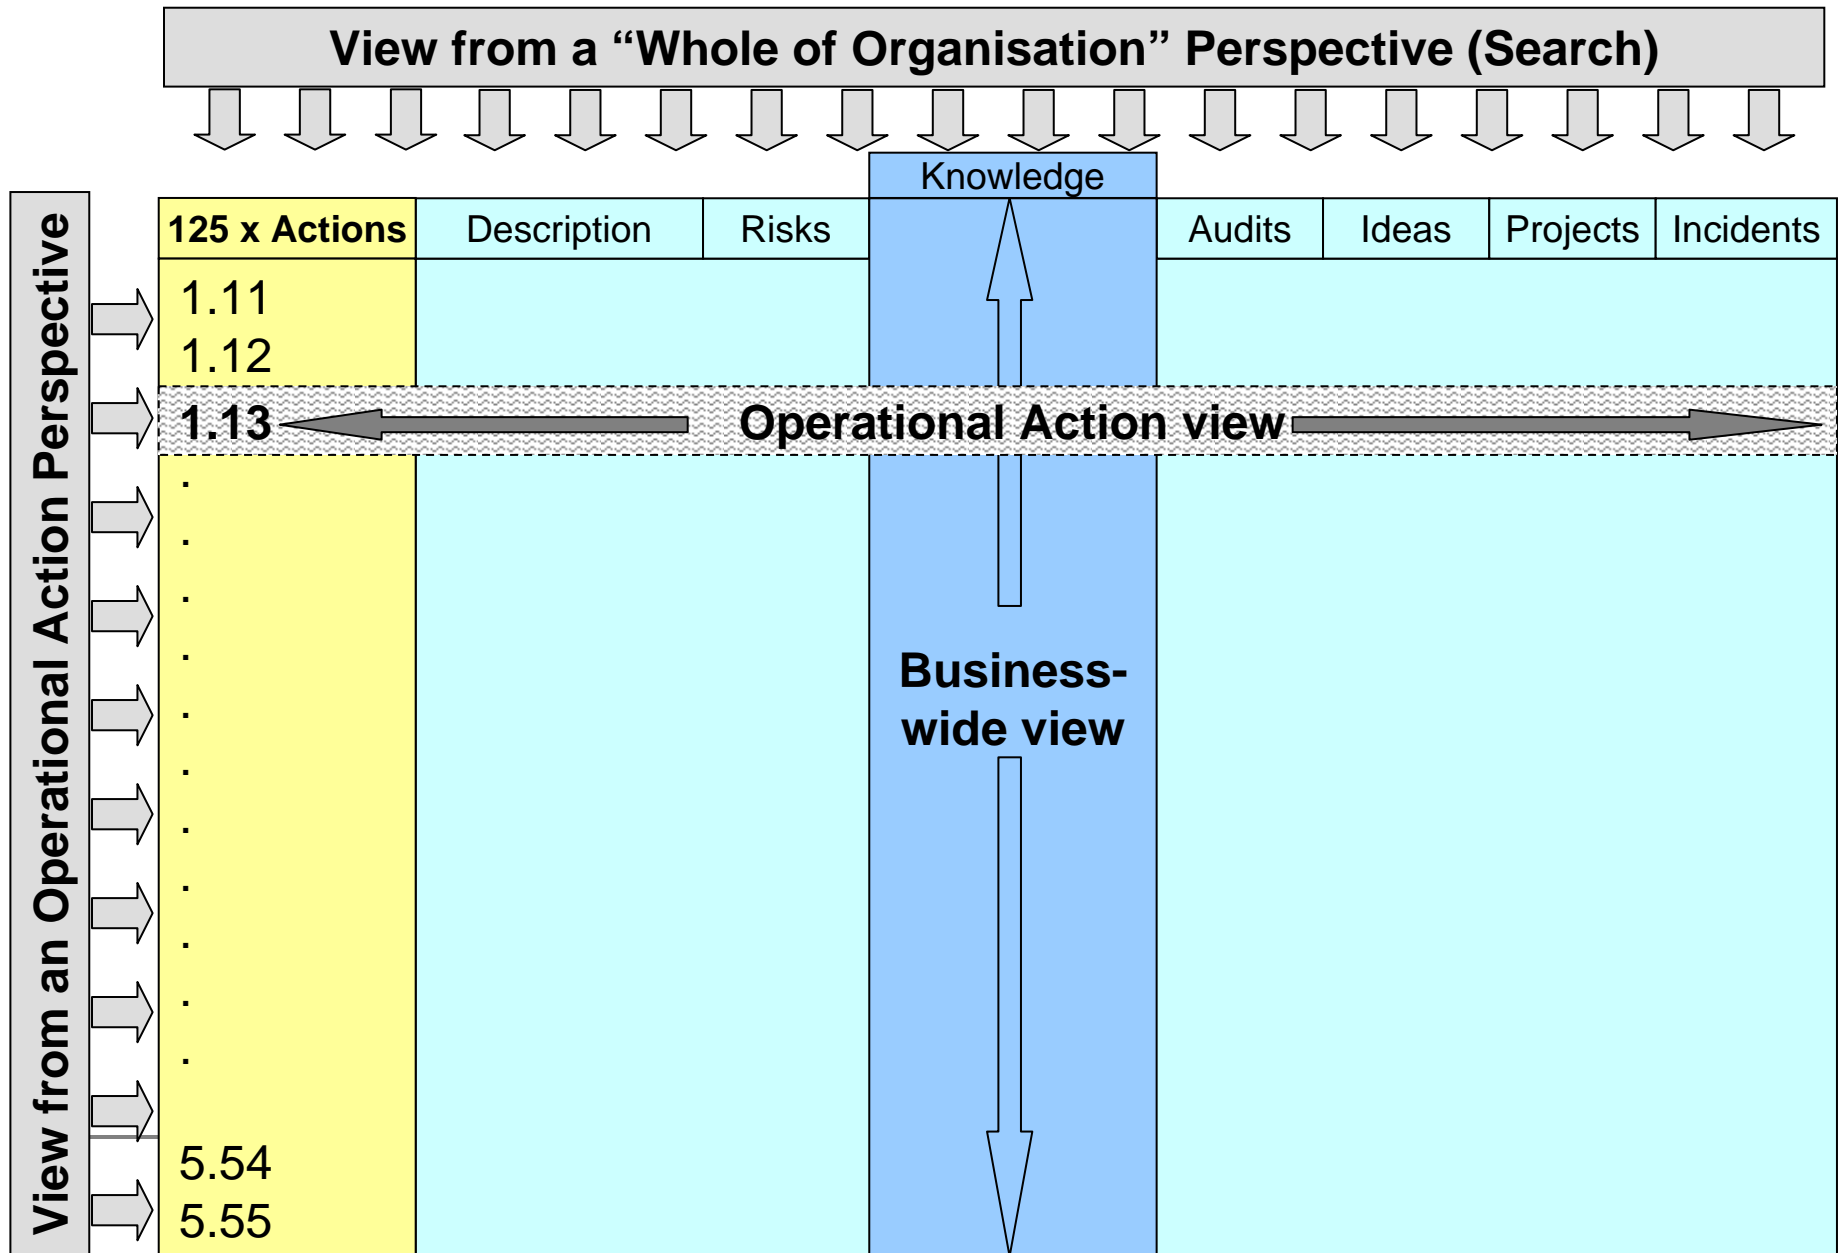 View from a “Whole of Organisation” Perspective (Search)
View from an Operational Action Perspective
Knowledge
125 x Actions
Description
Risks
Audits
Ideas
Projects
Incidents
1.11
1.12
1.13
Operational Action view
.
.
.
.
.
.
.
.
.
.
.
Business-
wide view
5.54
5.55